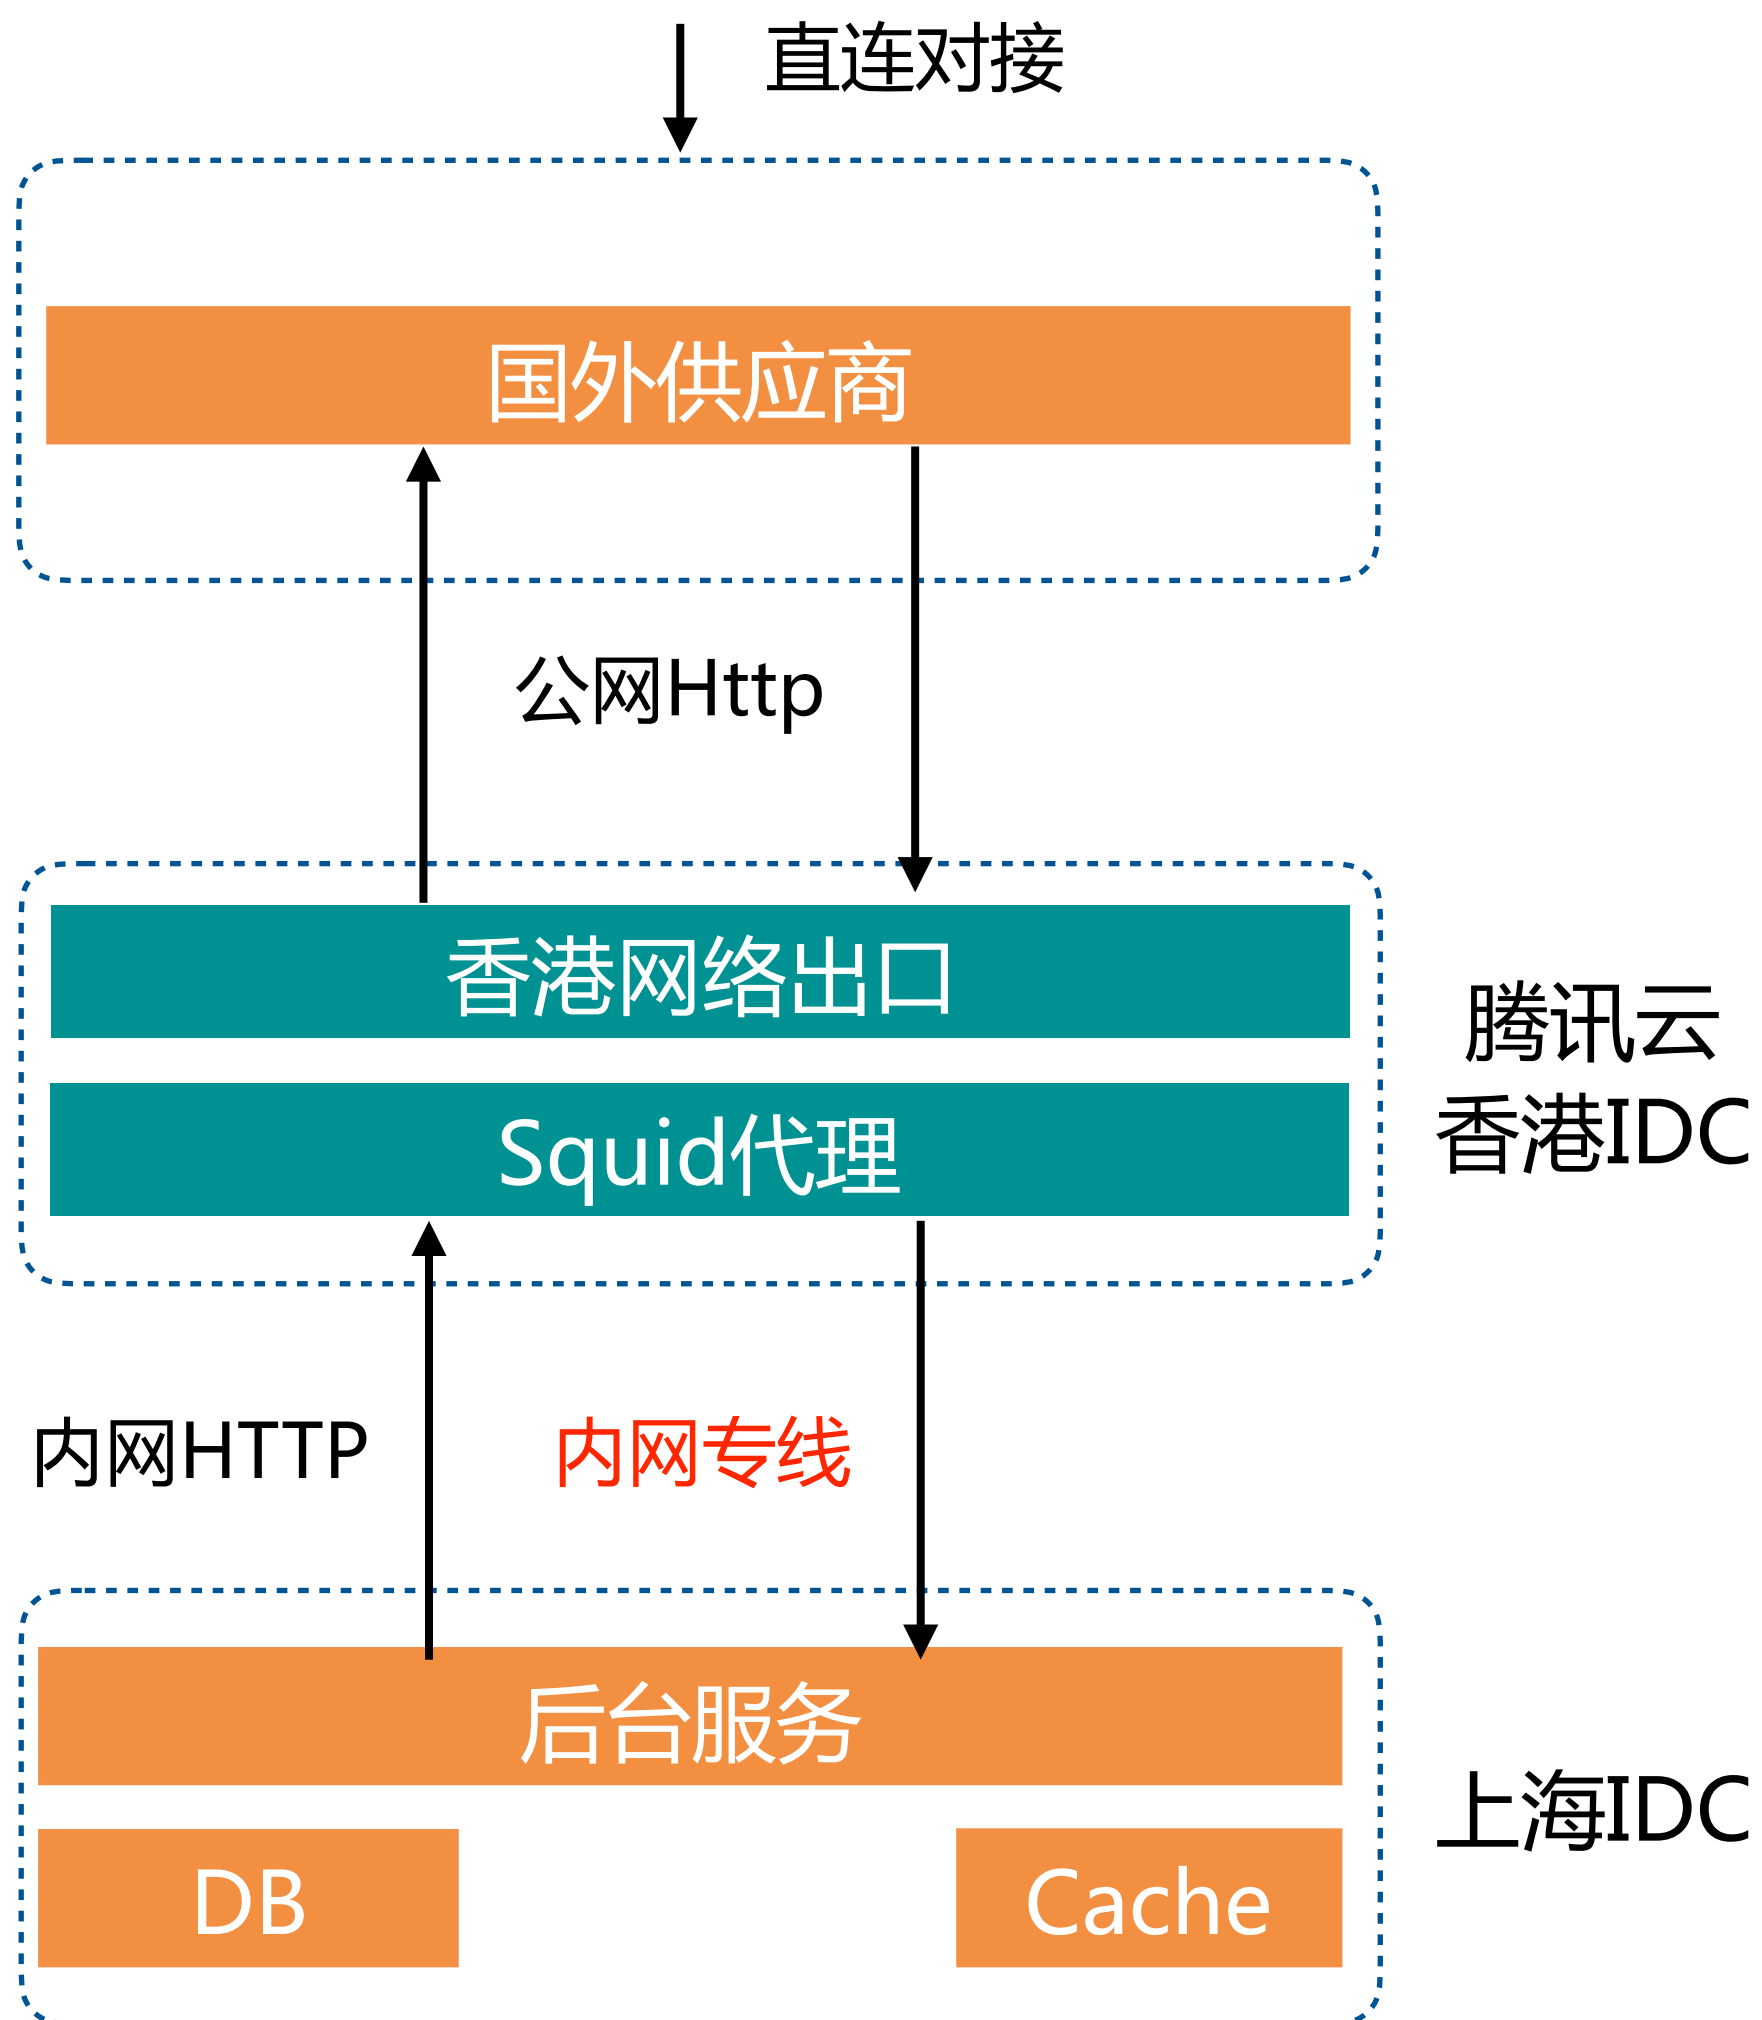 直连对接
国外供应商
公网Http
香港网络出口
Squid代理
腾讯云
香港IDC
内网HTTP
内网专线
后台服务
上海IDC
DB
Cache